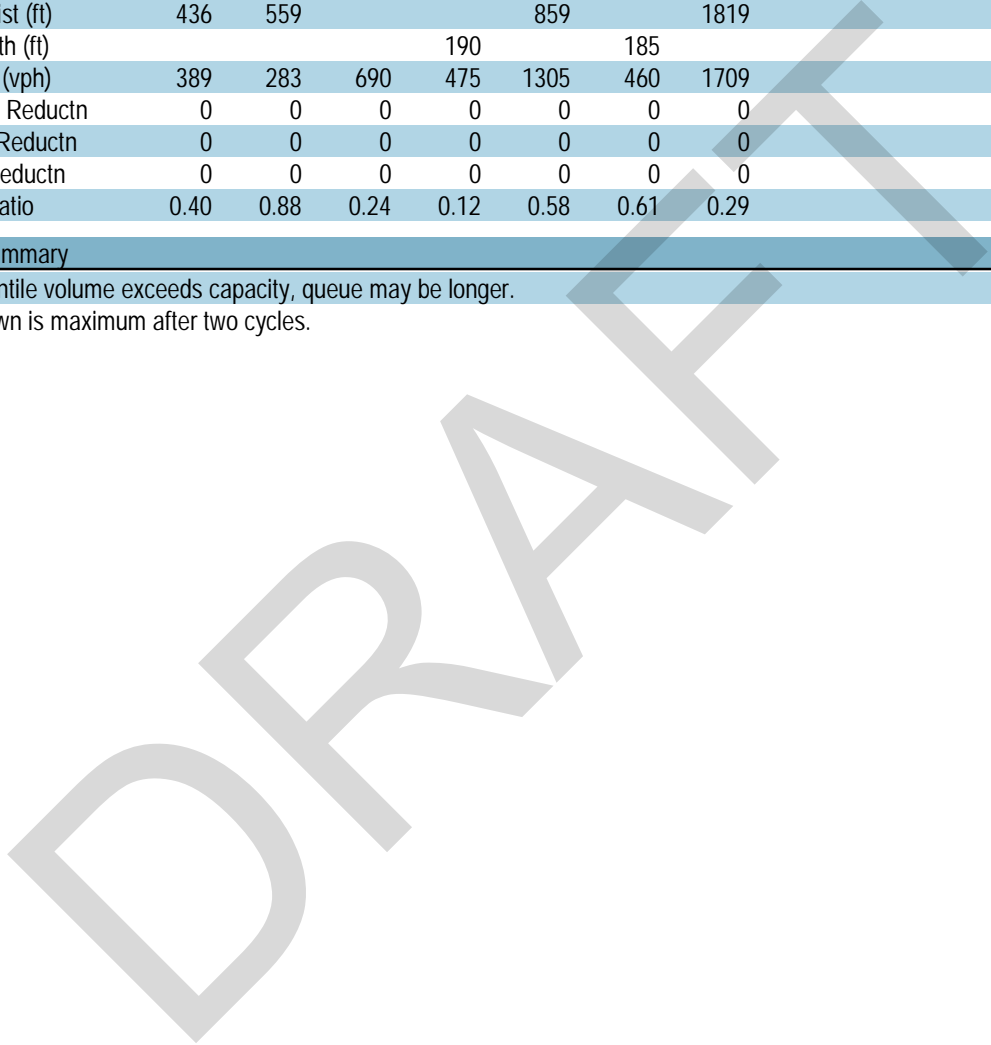 ist (ft) 436 559 859 1819
th (ft) 190 185
(vph) 389 283 690 475 1305 460 1709
Reductn 0 0 0 0 0 0 0
Reductn 0 0 0 0 0 0 0
eductn 0 0 0 0 0 0 0
atio 0.40 0.88 0.24 0.12 0.58 0.61 0.29
mmary
ntile volume exceeds capacity, queue may be longer.
wn is maximum after two cycles.
DRAFT